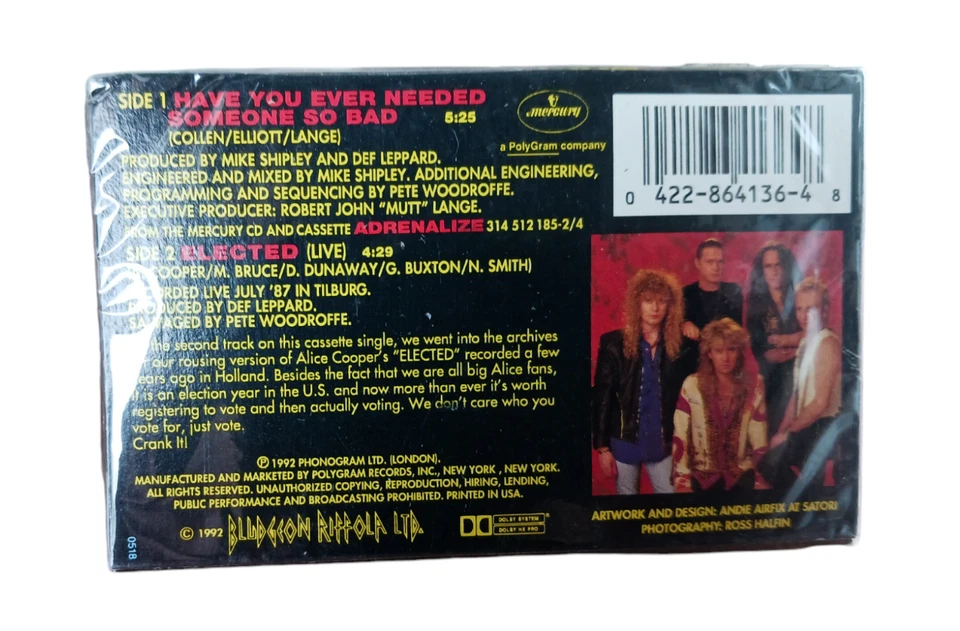 SIDE 1 HAVE YOU EVER NEEDED
SOMEONE SO BAD 5:25
(COLLEN/ELLIOTT/LANGE)
PRODUCED BY MIKE SHIPLEY AND DEF LEPPARD.
ENGINEERED AND MIXED BY MIKE SHIPLEY. ADDITIONAL ENGINEERING,
PROGRAMMING AND SEQUENCING BY PETE WOODROFFE.
EXECUTIVE PRODUCER: ROBERT JOHN "MUTT" LANGE.
FROM THE MERCURY CD AND CASSETTE ADRENALIZE 314 512 185-2/4
SIDE 2 ELECTED (LIVE) 4:29
COOPER/M. BRUCE/D. DUNAWAY/G. BUXTON/N. SMITH)
RECORDED LIVE JULY '87 IN TILBURG.
PRODUCED BY DEF LEPPARD.
SALVAGED BY PETE WOODROFFE.
the second track on this cassette single, we went into the archives
our rousing version of Alice Cooper's "ELECTED" recorded a few
years ago in Holland. Besides the fact that we are all big Alice fans,
it is an election year in the U.S. and now more than ever it's worth
registering to vote and then actually voting. We don't care who you
vote for, just vote.
Crank It!
℗ 1992 PHONOGRAM LTD. (LONDON).
MANUFACTURED AND MARKETED BY POLYGRAM RECORDS, INC., NEW YORK, NEW YORK.
ALL RIGHTS RESERVED. UNAUTHORIZED COPYING, REPRODUCTION, HIRING, LENDING,
PUBLIC PERFORMANCE AND BROADCASTING PROHIBITED. PRINTED IN USA.
© 1992 BLUDGEON RIFFOLA LTD.
DOLBY SYSTEM®
DOLBY HX PRO
0518
mercury
a PolyGram company
0 422-864136-4 8
ARTWORK AND DESIGN: ANDIE AIRFIX AT SATORI
PHOTOGRAPHY: ROSS HALFIN